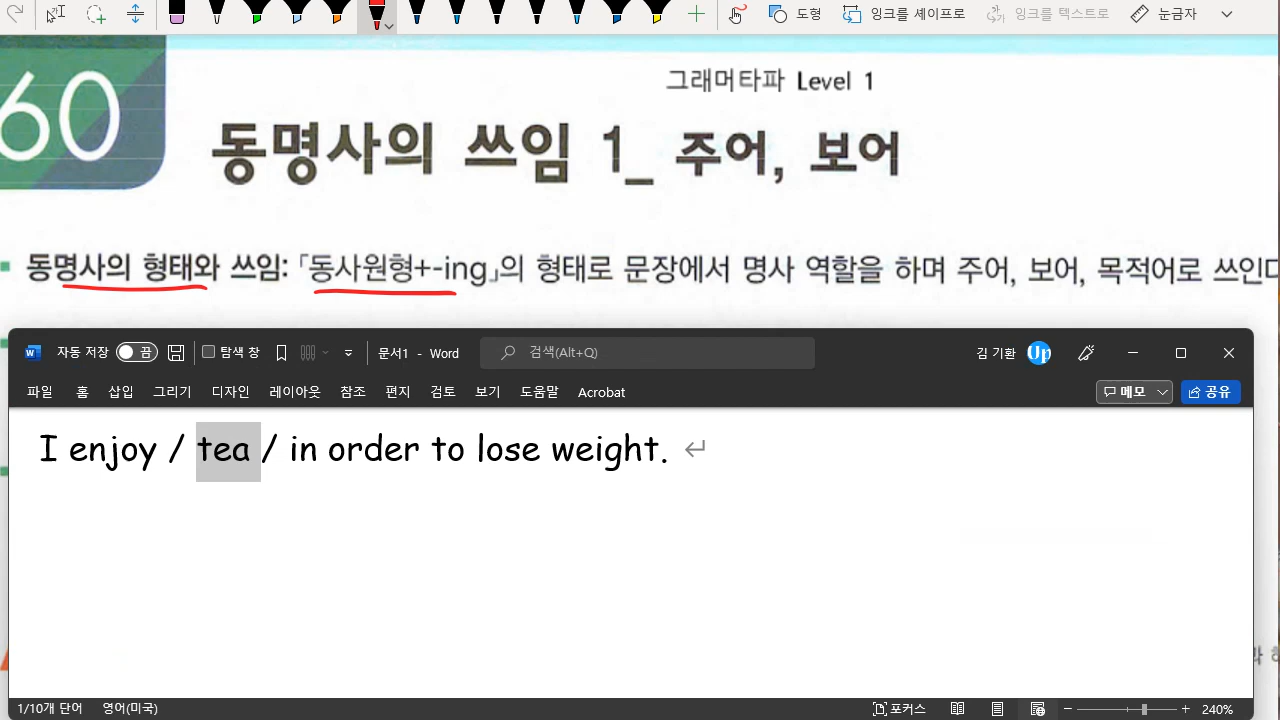 도형 잉크를 셰이프로 잉크를 텍스트로 눈금자
60
그래머타파 Level 1
동명사의 쓰임 1_ 주어, 보어
동명사의 형태와 쓰임: 「동사원형+-ing」의 형태로 문장에서 명사 역할을 하며 주어, 보어, 목적어로 쓰인다
자동 저장 끔 탐색 창 문서1 - Word 검색(Alt+Q) 김 기환 Up
파일 홈 삽입 그리기 디자인 레이아웃 참조 편지 검토 보기 도움말 Acrobat 메모 공유
I enjoy / tea / in order to lose weight.
1/10개 단어 영어(미국) 포커스 240%